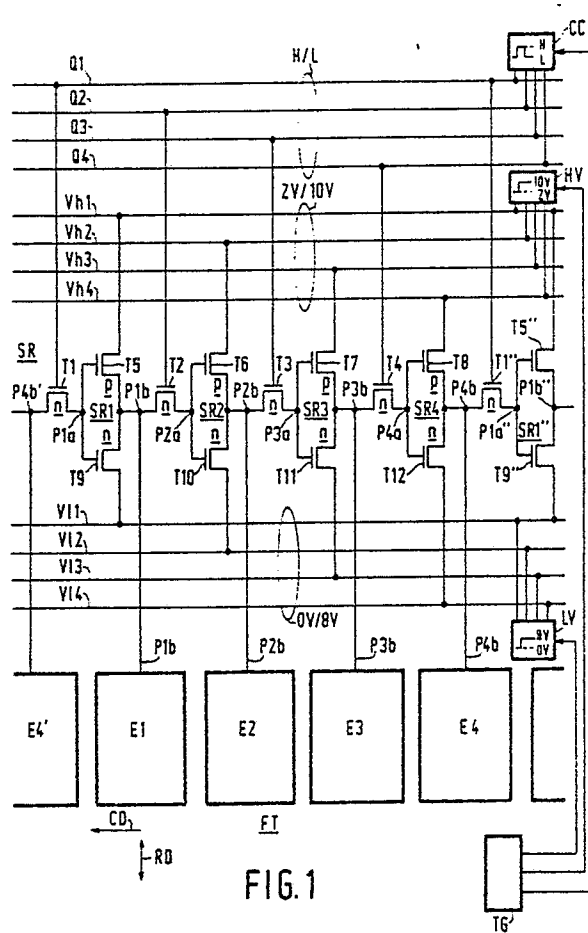 CC
Q1
H/L
H
L
Q2
Q3
Q4
2V/10V
HV
10V
2V
Vh1
Vh2
Vh3
Vh4
SR
T5"
P4b'
T1
T5
P1b
T2
T6
P2b
T3
T7
P3b
T4
T8
P4b
T1"
P1b"
p
p
p
p
n
SR1
n
SR2
n
SR3
n
SR4
n
P1a
n
P2a
n
P3a
n
P4a
n
P1a"
SR1"
T9
T10
T11
T12
T9"
Vl1
Vl2
Vl3
Vl4
0V/8V
LV
8V
0V
P1b
P2b
P3b
P4b
E4'
E1
E2
E3
E4
CD
FT
RD
FIG.1
TG